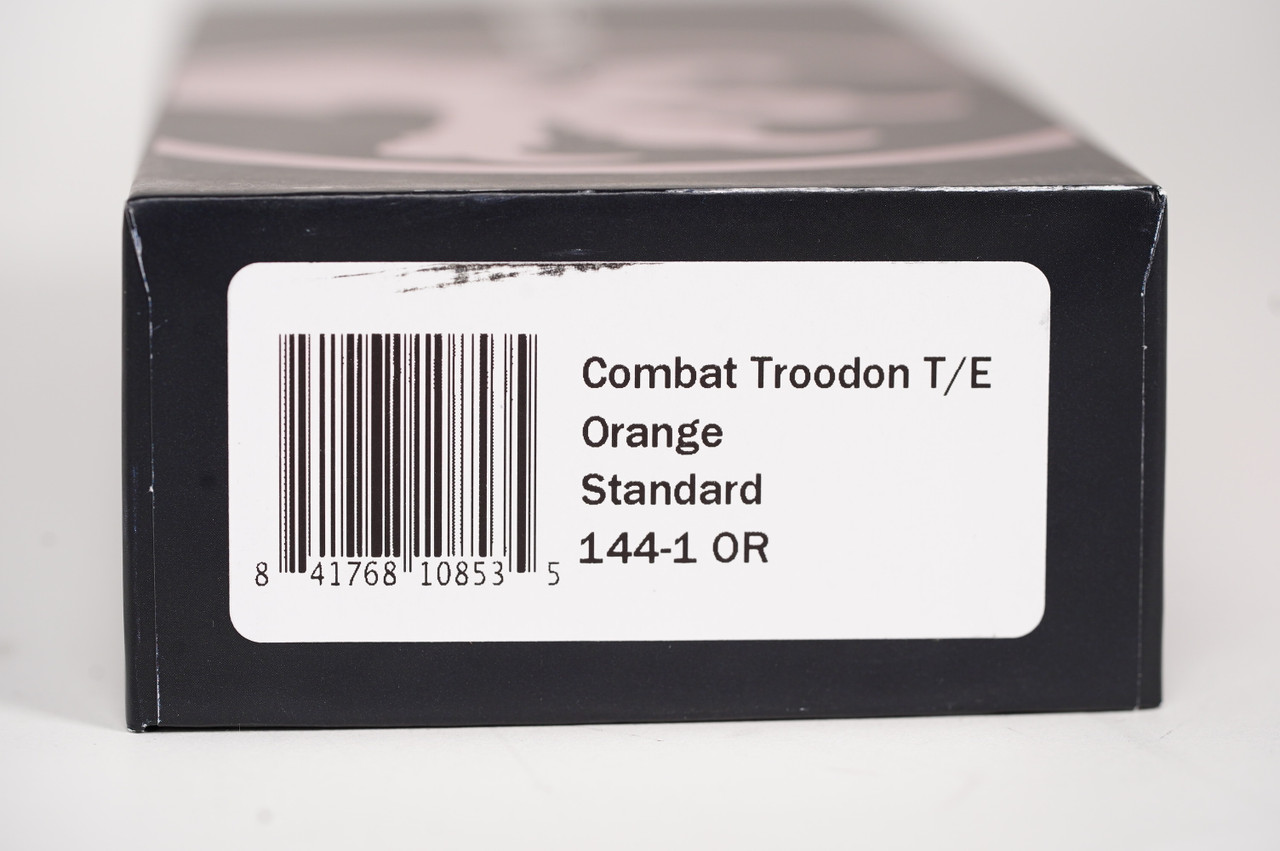 Combat Troodon T/E
Orange
Standard
144-1 OR
8 41768 10853 5